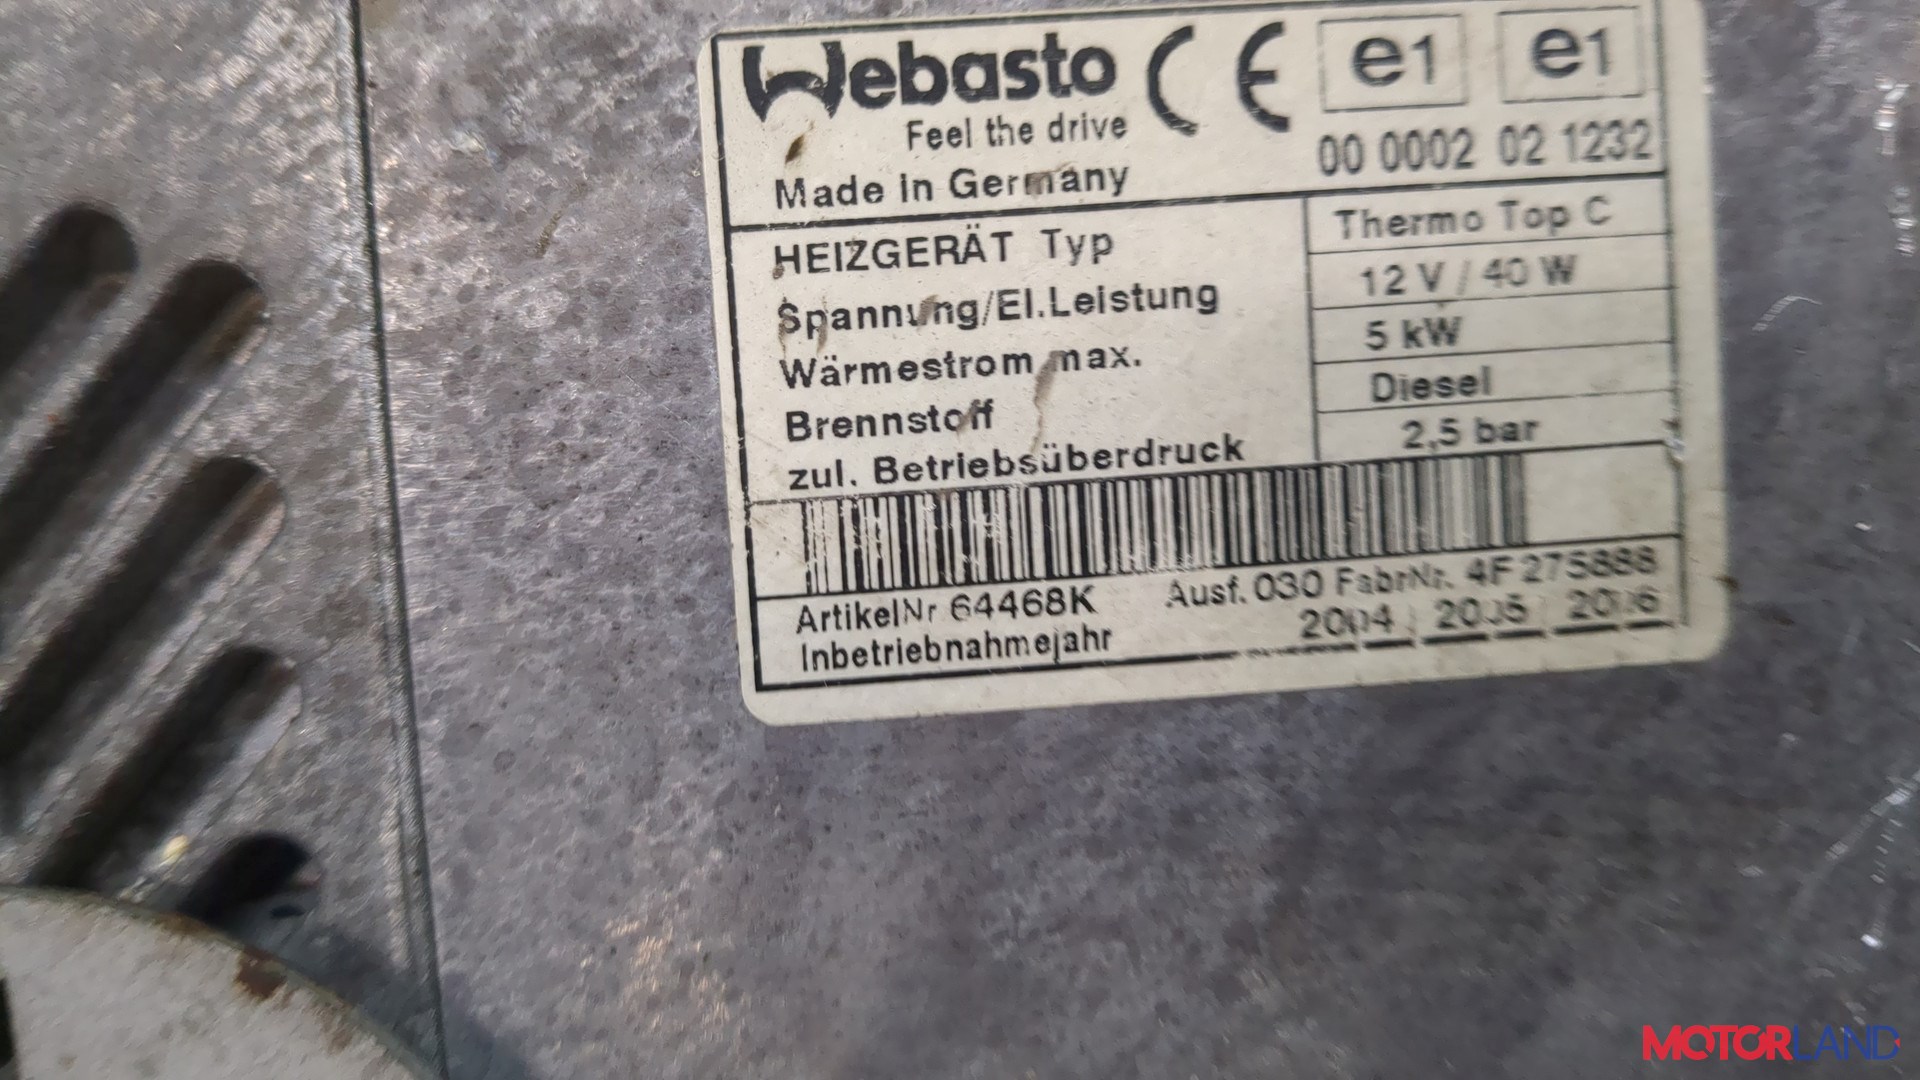 Webasto CE e1 e1
Feel the drive 00 0002 02 1232
Made in Germany
HEIZGERÄT Typ Thermo Top C
Spannung/El.Leistung 12 V / 40 W
Wärmestrom max. 5 kW
Brennstoff Diesel
zul. Betriebsüberdruck 2,5 bar
ArtikelNr 64468K Ausf. 030 FabrNr. 4F 275888
Inbetriebnahmejahr 2004 2005 2006
MOTORLAND